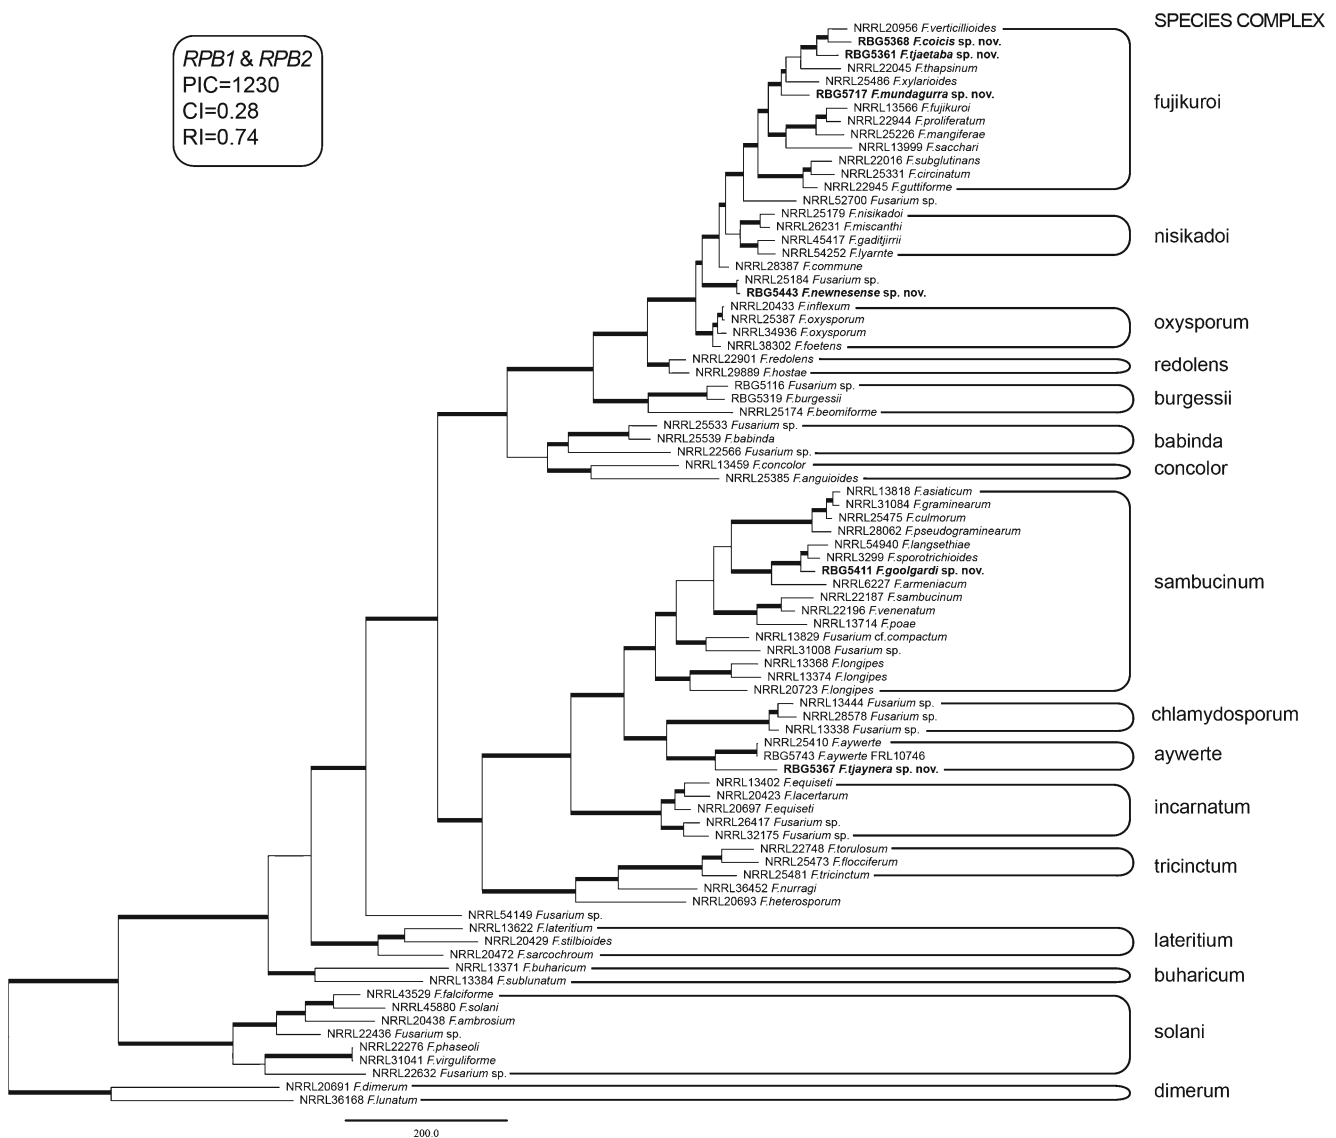 SPECIES COMPLEX
RPB1 & RPB2
PIC=1230
CI=0.28
RI=0.74
NRRL20956 F.verticillioides
RBG5368 F.coicis sp. nov.
RBG5361 F.tjaetaba sp. nov.
NRRL22045 F.thapsinum
NRRL25486 F.xylarioides
RBG5717 F.mundagurra sp. nov.
fujikuroi
NRRL13566 F.fujikuroi
NRRL22944 F.proliferatum
NRRL25226 F.mangiferae
NRRL13999 F.sacchari
NRRL22016 F.subglutinans
NRRL25331 F.circinatum
NRRL22945 F.guttiforme
NRRL52700 Fusarium sp.
NRRL25179 F.nisikadoi
NRRL26231 F.miscanthi
nisikadoi
NRRL45417 F.gaditjirrii
NRRL54252 F.lyarnte
NRRL28387 F.commune
NRRL25184 Fusarium sp.
RBG5443 F.newnesense sp. nov.
NRRL20433 F.inflexum
NRRL25387 F.oxysporum
oxysporum
NRRL34936 F.oxysporum
NRRL38302 F.foetens
NRRL22901 F.redolens
redolens
NRRL29889 F.hostae
RBG5116 Fusarium sp.
RBG5319 F.burgessii
burgessii
NRRL25174 F.beomiforme
NRRL25533 Fusarium sp.
NRRL25539 F.babinda
babinda
NRRL22566 Fusarium sp.
NRRL13459 F.concolor
concolor
NRRL25385 F.anguioides
NRRL13818 F.asiaticum
NRRL31084 F.graminearum
NRRL25475 F.culmorum
NRRL28062 F.pseudograminearum
NRRL54940 F.langsethiae
NRRL3299 F.sporotrichioides
RBG5411 F.goolgardi sp. nov.
sambucinum
NRRL6227 F.armeniacum
NRRL22187 F.sambucinum
NRRL22196 F.venenatum
NRRL13714 F.poae
NRRL13829 Fusarium cf.compactum
NRRL31008 Fusarium sp.
NRRL13368 F.longipes
NRRL13374 F.longipes
NRRL20723 F.longipes
NRRL13444 Fusarium sp.
NRRL28578 Fusarium sp.
chlamydosporum
NRRL13338 Fusarium sp.
NRRL25410 F.aywerte
RBG5743 F.aywerte FRL10746
aywerte
RBG5367 F.tjaynera sp. nov.
NRRL13402 F.equiseti
NRRL20423 F.lacertarum
NRRL20697 F.equiseti
incarnatum
NRRL26417 Fusarium sp.
NRRL32175 Fusarium sp.
NRRL22748 F.torulosum
NRRL25473 F.flocciferum
tricinctum
NRRL25481 F.tricinctum
NRRL36452 F.nurragi
NRRL20693 F.heterosporum
NRRL54149 Fusarium sp.
NRRL13622 F.lateritium
NRRL20429 F.stilbioides
lateritium
NRRL20472 F.sarcochroum
NRRL13371 F.buharicum
buharicum
NRRL13384 F.sublunatum
NRRL43529 F.falciforme
NRRL45880 F.solani
NRRL20438 F.ambrosium
NRRL22436 Fusarium sp.
solani
NRRL22276 F.phaseoli
NRRL31041 F.virguliforme
NRRL22632 Fusarium sp.
NRRL20691 F.dimerum
dimerum
NRRL36168 F.lunatum
200.0